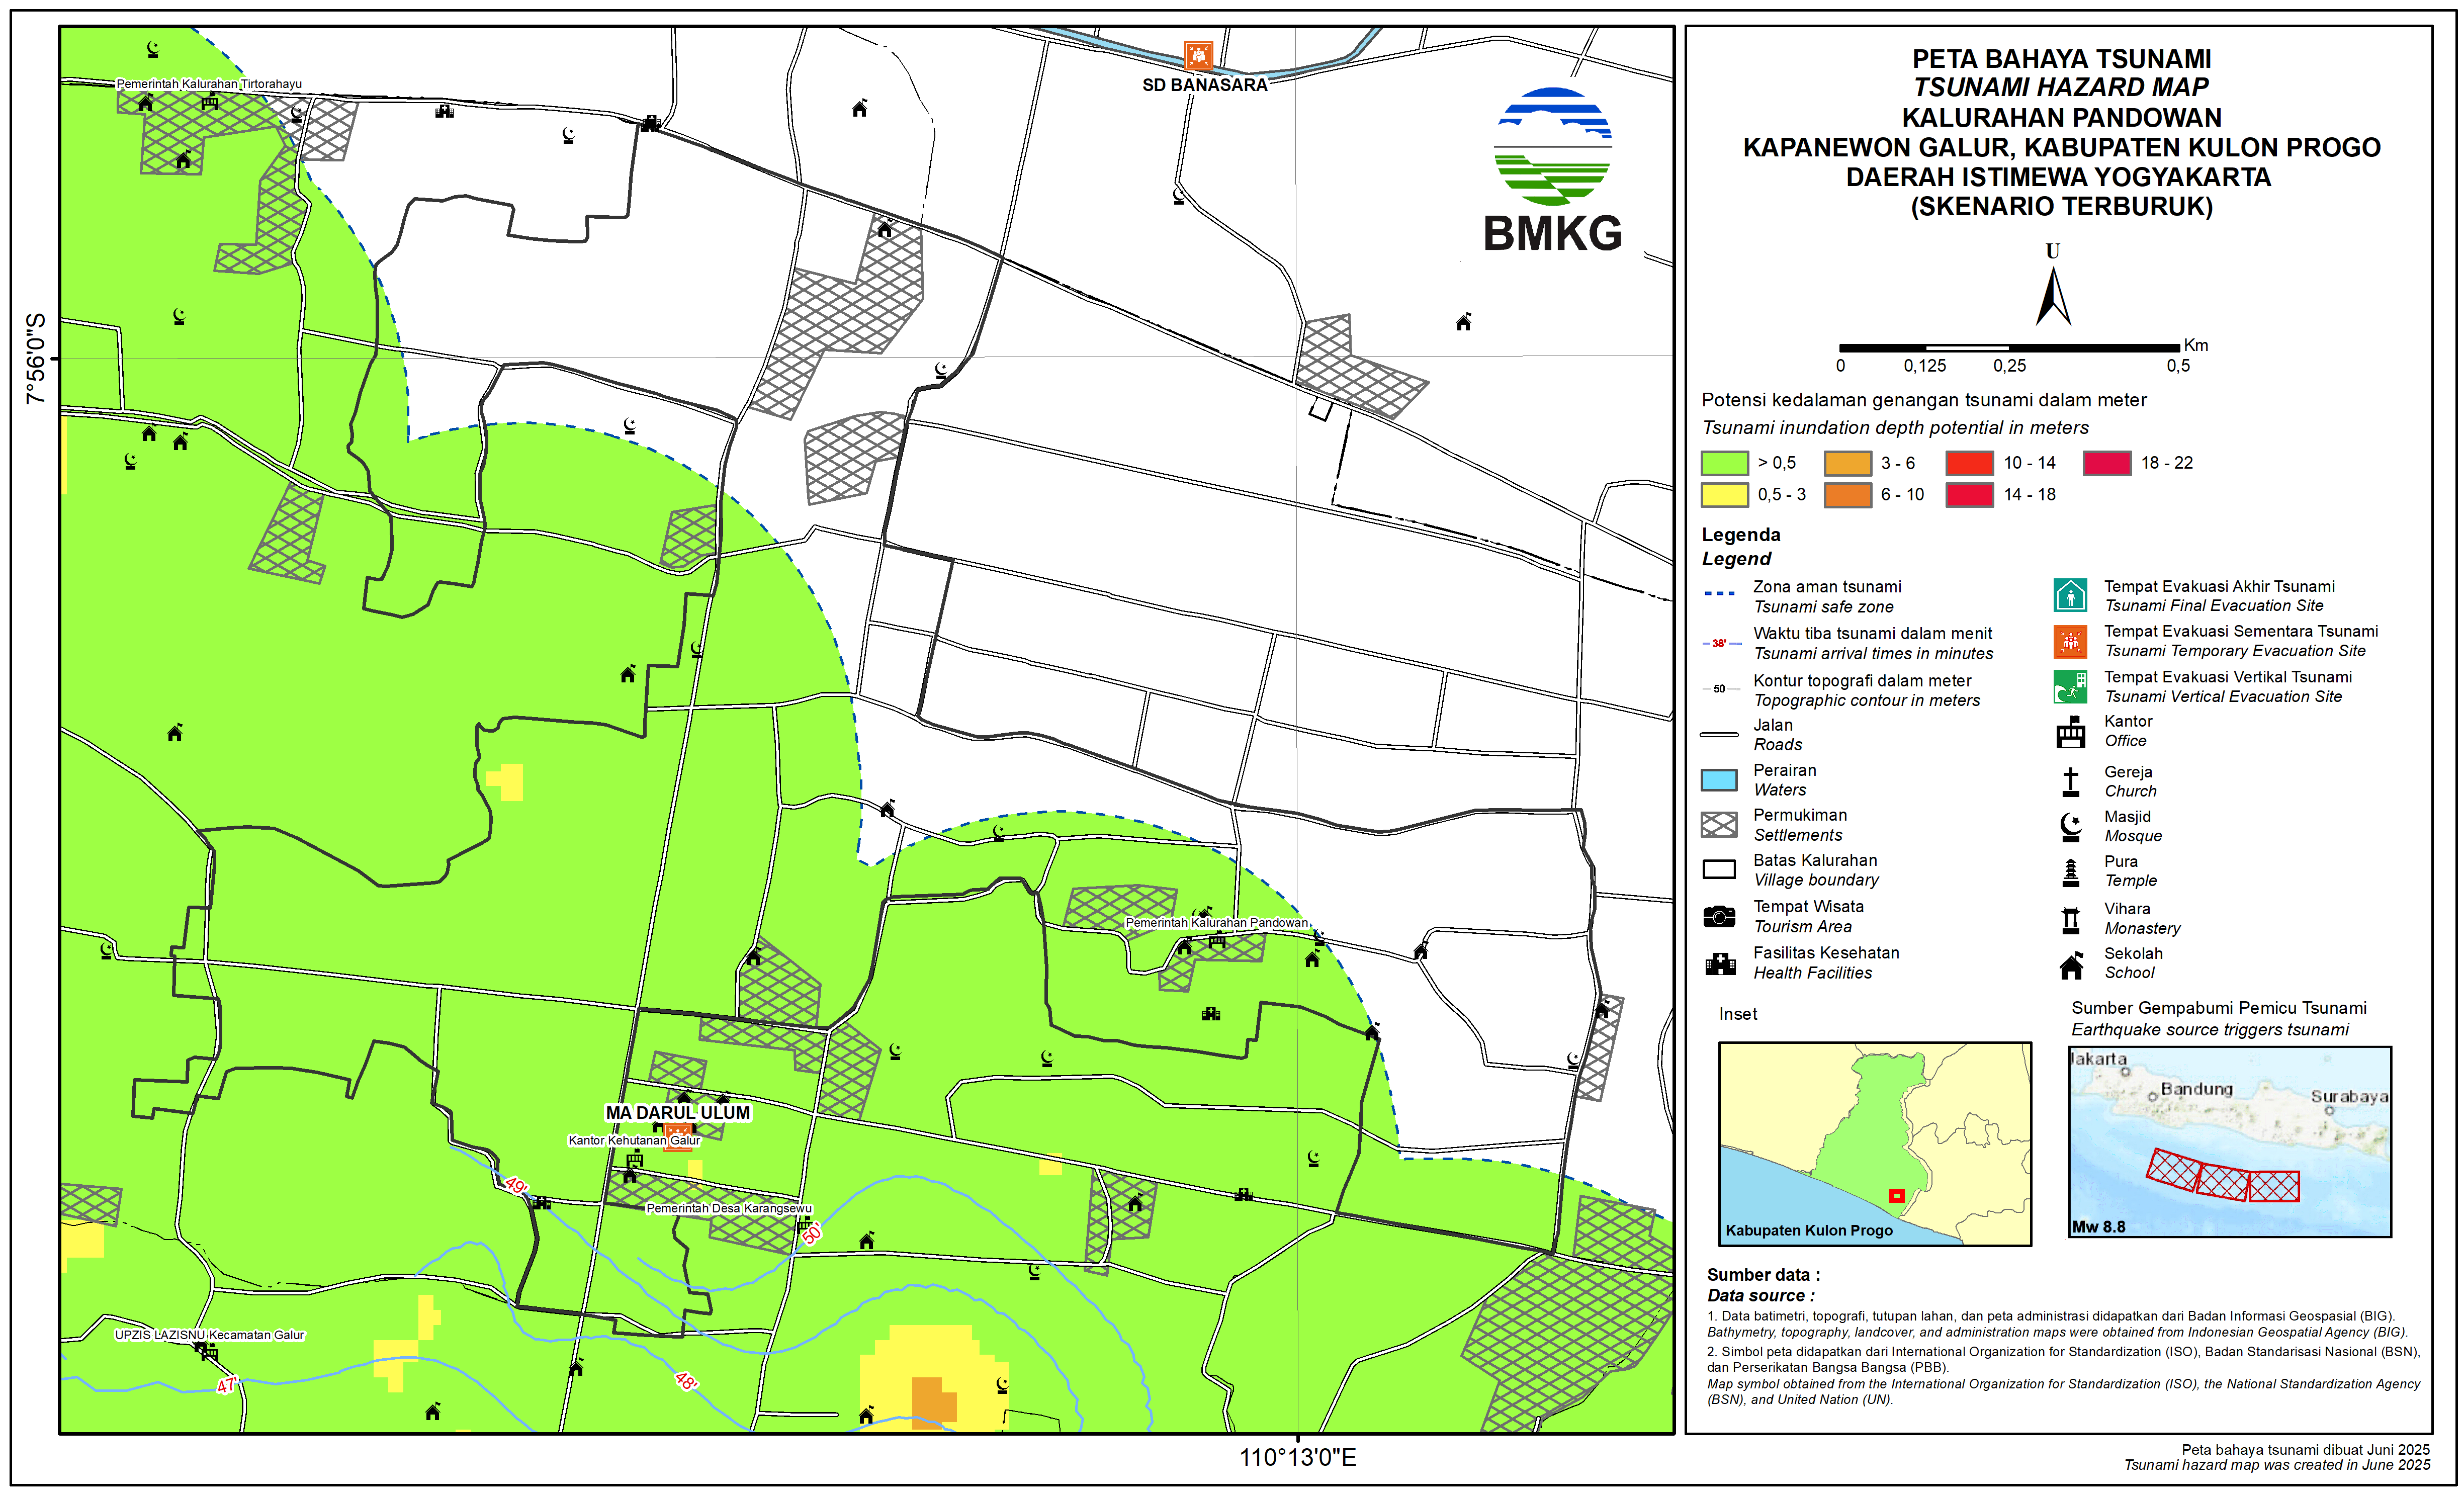 PETA BAHAYA TSUNAMI
TSUNAMI HAZARD MAP
KALURAHAN PANDOWAN
KAPANEWON GALUR, KABUPATEN KULON PROGO
DAERAH ISTIMEWA YOGYAKARTA
(SKENARIO TERBURUK)
U
Km
0 0,125 0,25 0,5
Potensi kedalaman genangan tsunami dalam meter
Tsunami inundation depth potential in meters
> 0,5 3 - 6 10 - 14 18 - 22
0,5 - 3 6 - 10 14 - 18
Legenda
Legend
Zona aman tsunami
Tsunami safe zone
38'
Waktu tiba tsunami dalam menit
Tsunami arrival times in minutes
50
Kontur topografi dalam meter
Topographic contour in meters
Jalan
Roads
Perairan
Waters
Permukiman
Settlements
Batas Kalurahan
Village boundary
Tempat Wisata
Tourism Area
Fasilitas Kesehatan
Health Facilities
Tempat Evakuasi Akhir Tsunami
Tsunami Final Evacuation Site
Tempat Evakuasi Sementara Tsunami
Tsunami Temporary Evacuation Site
Tempat Evakuasi Vertikal Tsunami
Tsunami Vertical Evacuation Site
Kantor
Office
Gereja
Church
Masjid
Mosque
Pura
Temple
Vihara
Monastery
Sekolah
School
Inset
Kabupaten Kulon Progo
Sumber Gempabumi Pemicu Tsunami
Earthquake source triggers tsunami
Jakarta
Bandung
Surabaya
Mw 8.8
Sumber data :
Data source :
1. Data batimetri, topografi, tutupan lahan, dan peta administrasi didapatkan dari Badan Informasi Geospasial (BIG).
Bathymetry, topography, landcover, and administration maps were obtained from Indonesian Geospatial Agency (BIG).
2. Simbol peta didapatkan dari International Organization for Standardization (ISO), Badan Standarisasi Nasional (BSN),
dan Perserikatan Bangsa Bangsa (PBB).
Map symbol obtained from the International Organization for Standardization (ISO), the National Standardization Agency
(BSN), and United Nation (UN).
Peta bahaya tsunami dibuat Juni 2025
Tsunami hazard map was created in June 2025
Pemerintah Kalurahan Tirtorahayu
SD BANASARA
BMKG
7°56'0"S
Pemerintah Kalurahan Pandowan
MA DARUL ULUM
Kantor Kehutanan Galur
49'
Pemerintah Desa Karangsewu
50'
UPZIS LAZISNU Kecamatan Galur
47'
48'
110°13'0"E